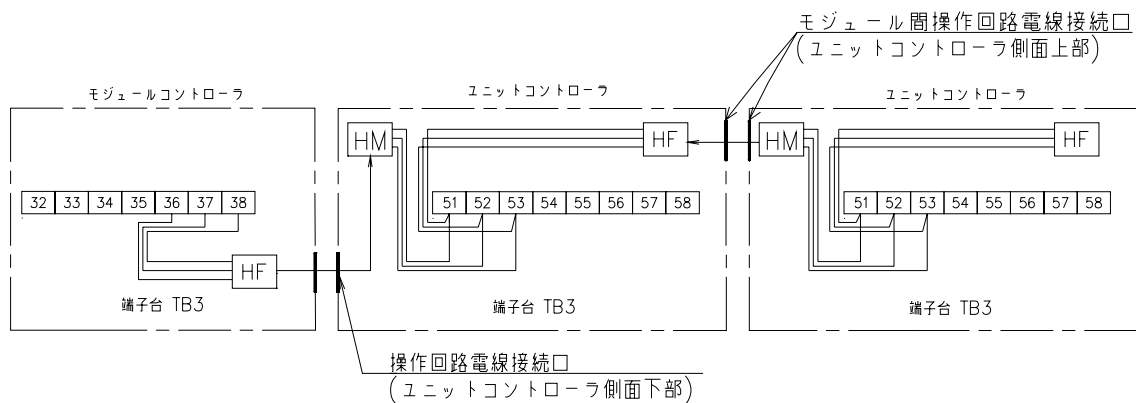 モジュール間操作回路電線接続口
(ユニットコントローラ側面上部)
モジュールコントローラ
ユニットコントローラ
ユニットコントローラ
HM
HF
HM
HF
32 33 34 35 36 37 38
51 52 53 54 55 56 57 58
51 52 53 54 55 56 57 58
HF
端子台 TB3
端子台 TB3
端子台 TB3
操作回路電線接続口
(ユニットコントローラ側面下部)